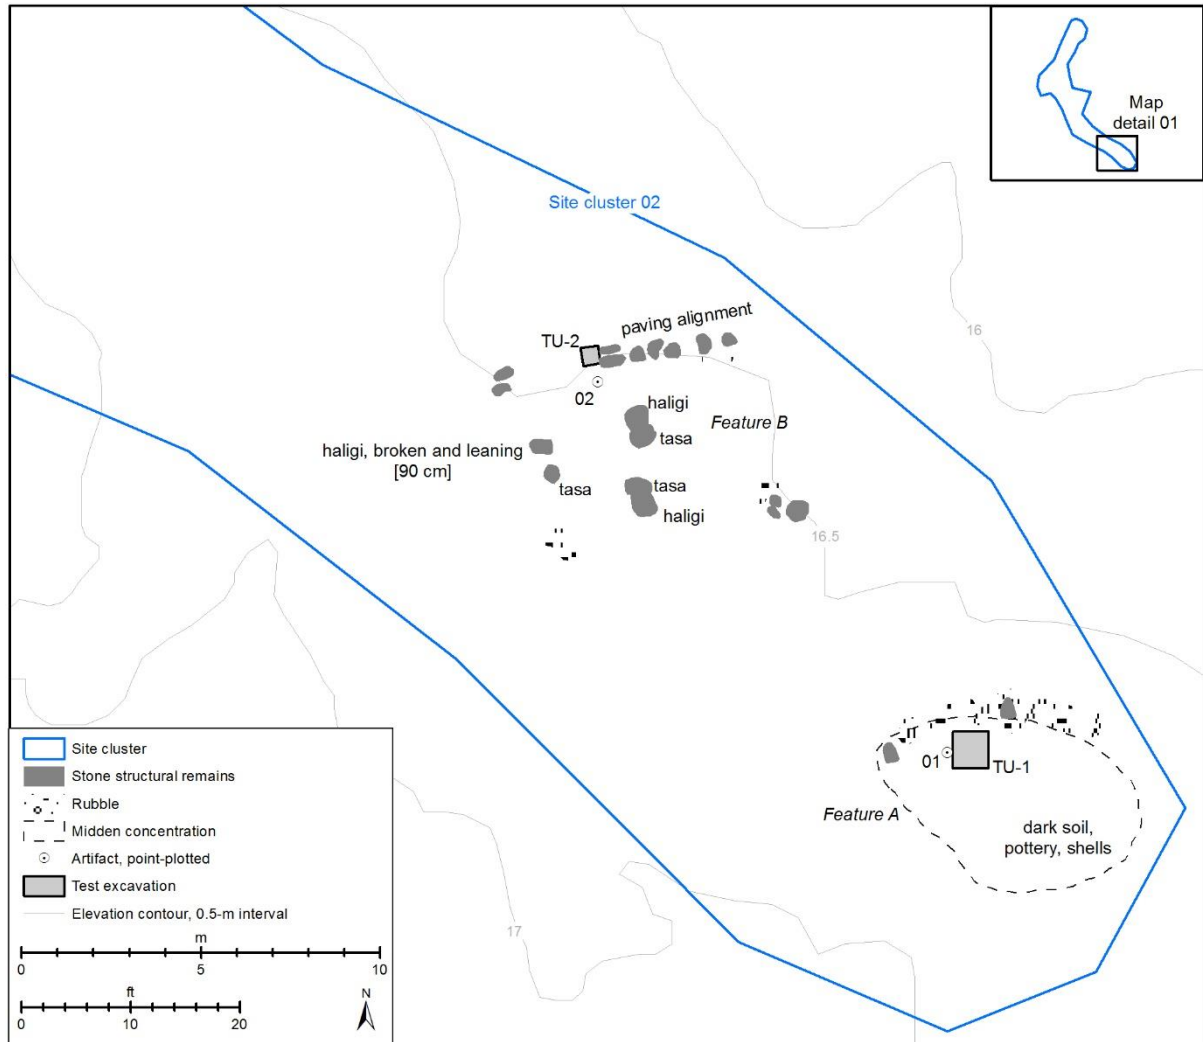 Map
detail 01
Site cluster 02
16
paving alignment
TU-2
02
haligi
tasa
Feature B
haligi, broken and leaning
[90 cm]
tasa
tasa
haligi
16.5
01
TU-1
Feature A
dark soil,
pottery, shells
17
Site cluster
Stone structural remains
Rubble
Midden concentration
Artifact, point-plotted
Test excavation
Elevation contour, 0.5-m interval
m
0 5 10
ft
0 10 20
N